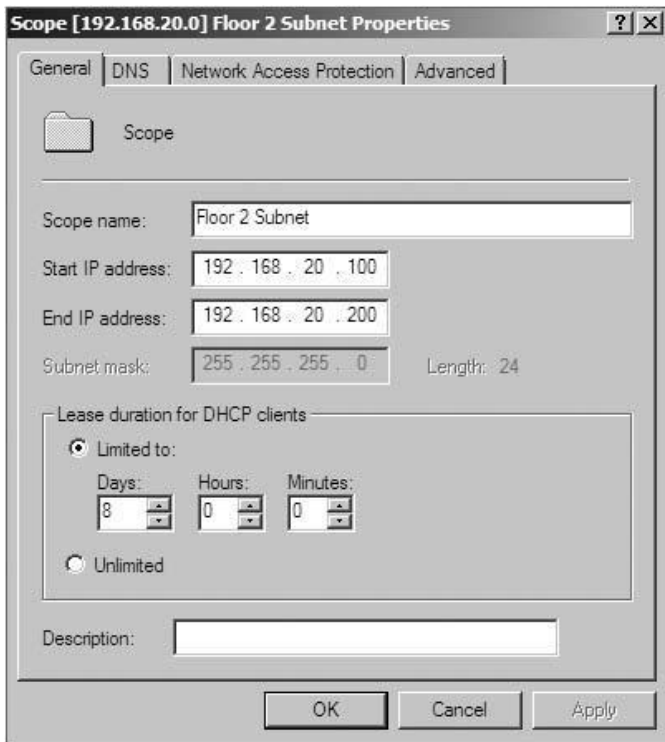 Scope [192.168.20.0] Floor 2 Subnet Properties
General DNS Network Access Protection Advanced
Scope
Scope name: Floor 2 Subnet
Start IP address: 192 . 168 . 20 . 100
End IP address: 192 . 168 . 20 . 200
Subnet mask: 255 . 255 . 255 . 0 Length: 24
Lease duration for DHCP clients
Limited to:
Days: Hours: Minutes:
8 0 0
Unlimited
Description:
OK Cancel Apply